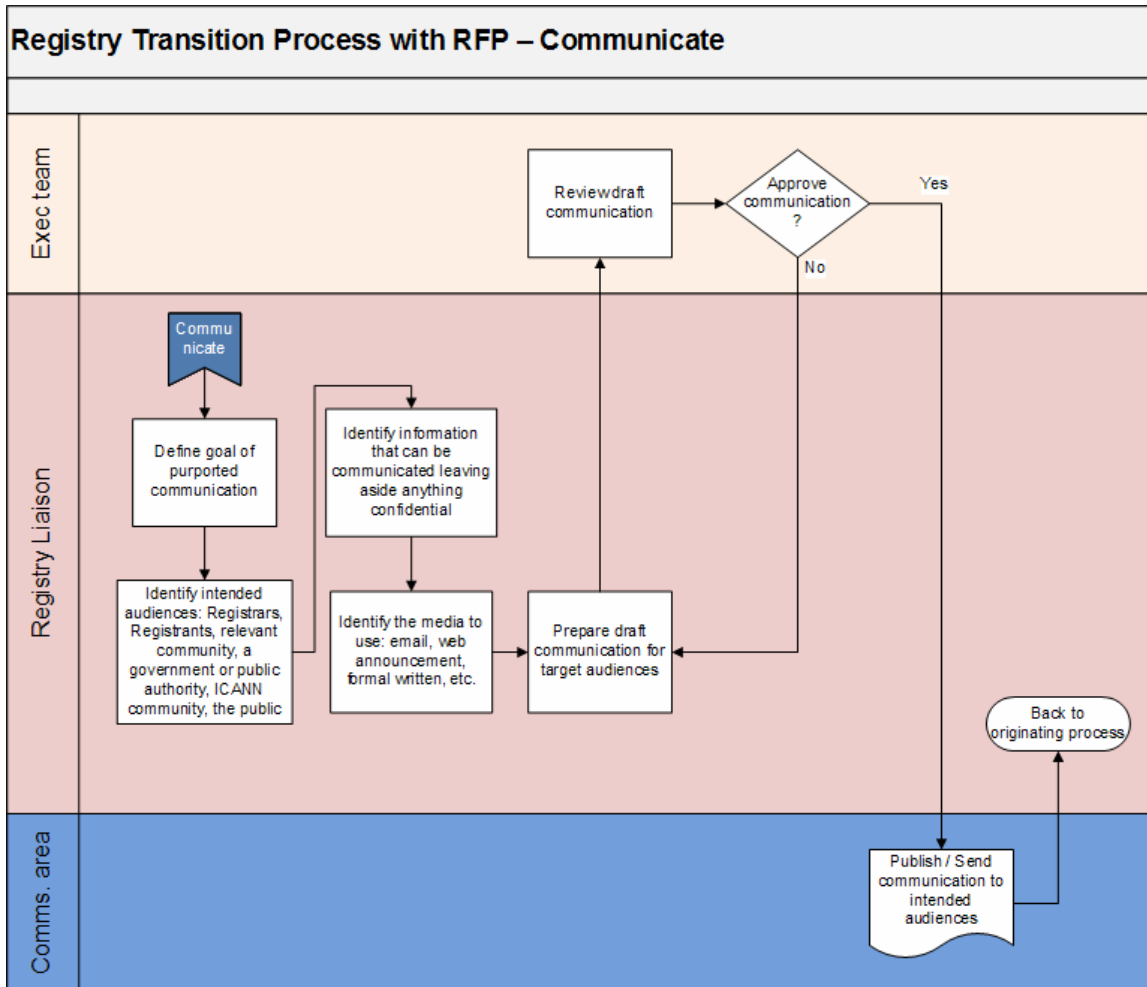 Registry Transition Process with RFP – Communicate
Exec team
Review draft
communication
Approve
communication
?
Yes
No
Registry Liaison
Commu
nicate
Define goal of
purported
communication
Identify intended
audiences: Registrars,
Registrants, relevant
community, a
government or public
authority, ICANN
community, the public
Identify information
that can be
communicated leaving
aside anything
confidential
Identify the media to
use: email, web
announcement,
formal written, etc.
Prepare draft
communication for
target audiences
Back to
originating process
Comms. area
Publish / Send
communication to
intended
audiences